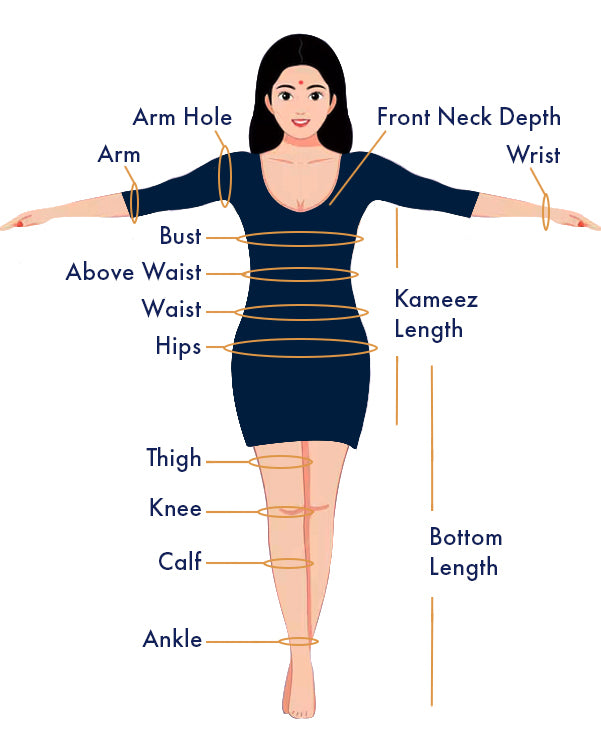 Arm Hole
Front Neck Depth
Arm
Wrist
Bust
Above Waist
Waist
Kameez
Length
Hips
Thigh
Knee
Bottom
Length
Calf
Ankle